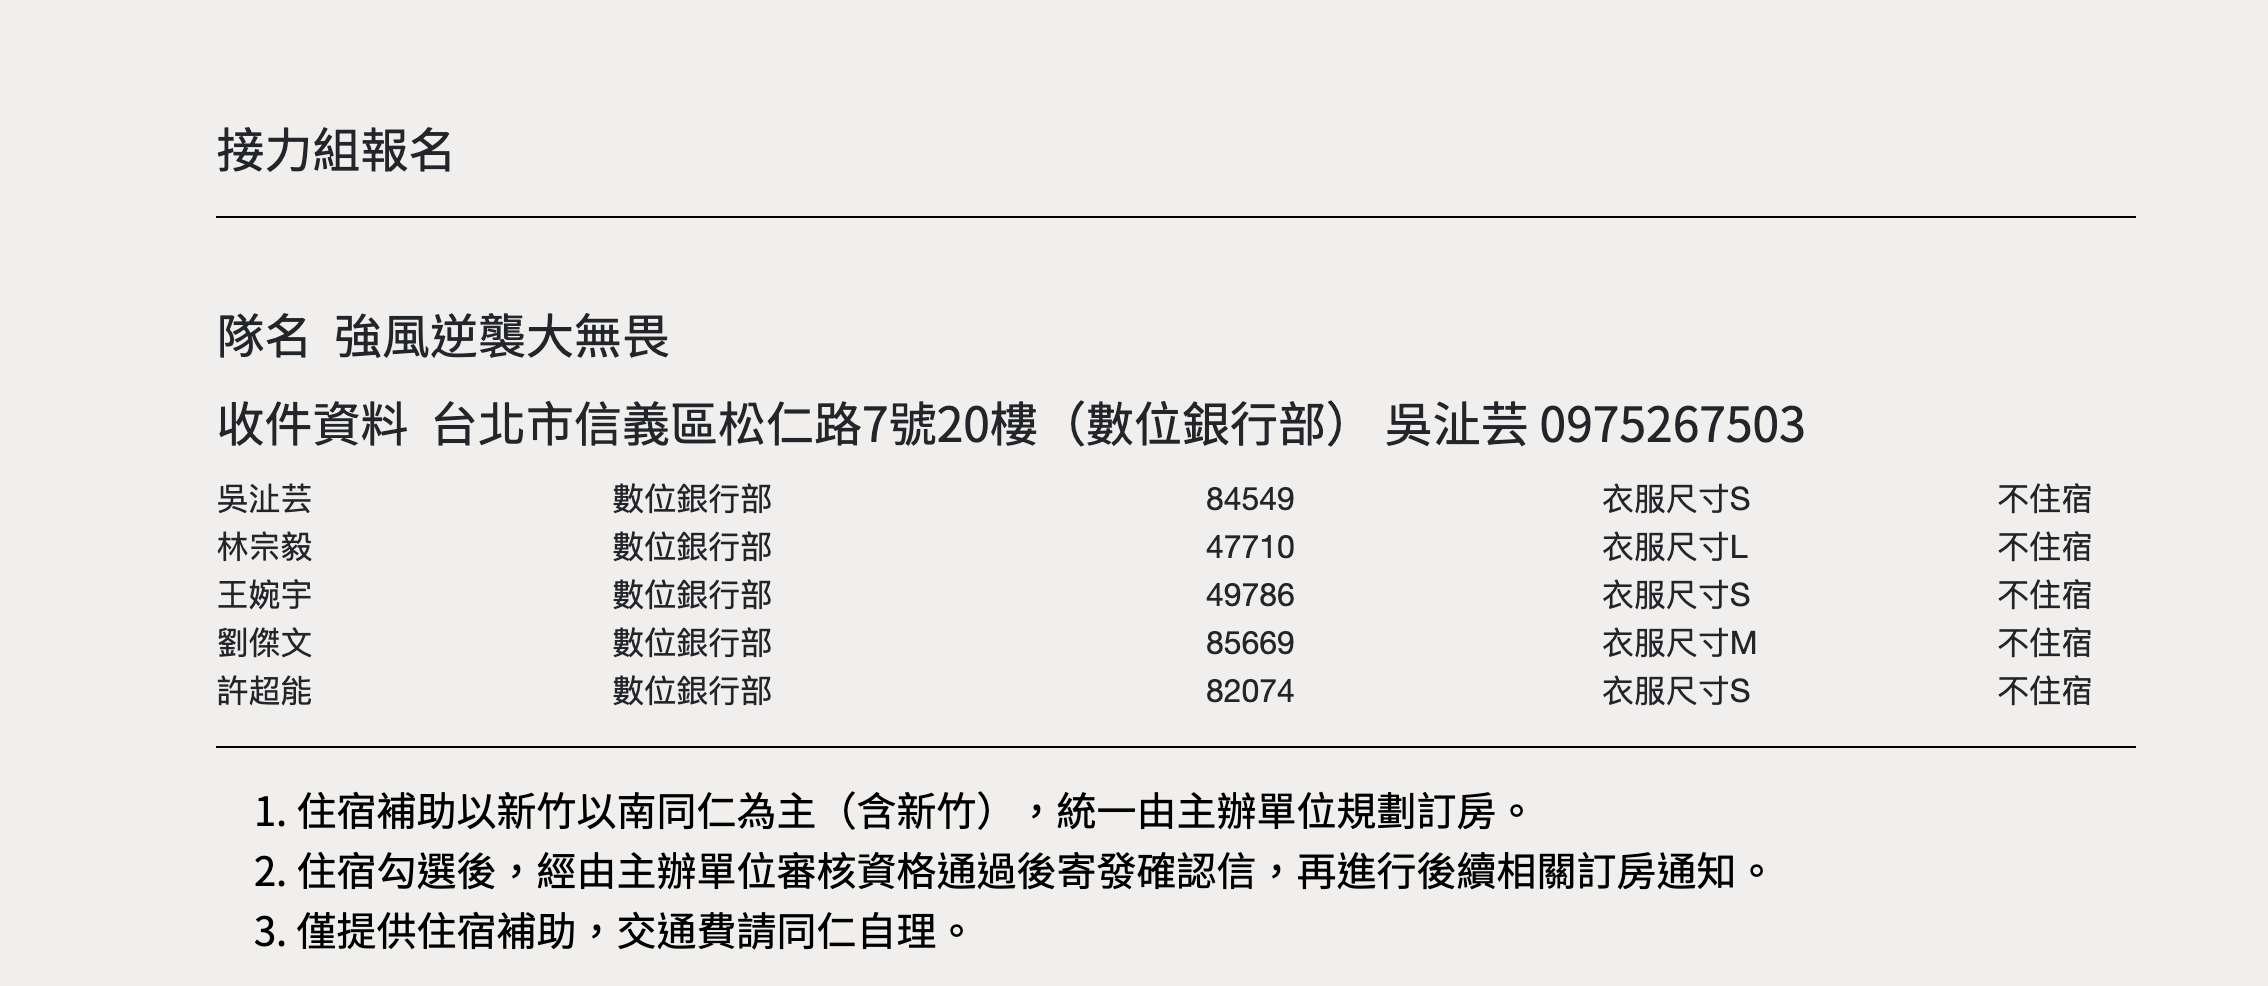 接力組報名
隊名 強風逆襲大無畏
收件資料 台北市信義區松仁路7號20樓（數位銀行部） 吳沚芸 0975267503
吳沚芸 數位銀行部 84549 衣服尺寸S 不住宿
林宗毅 數位銀行部 47710 衣服尺寸L 不住宿
王婉宇 數位銀行部 49786 衣服尺寸S 不住宿
劉傑文 數位銀行部 85669 衣服尺寸M 不住宿
許超能 數位銀行部 82074 衣服尺寸S 不住宿
1. 住宿補助以新竹以南同仁為主（含新竹），統一由主辦單位規劃訂房。
2. 住宿勾選後，經由主辦單位審核資格通過後寄發確認信，再進行後續相關訂房通知。
3. 僅提供住宿補助，交通費請同仁自理。